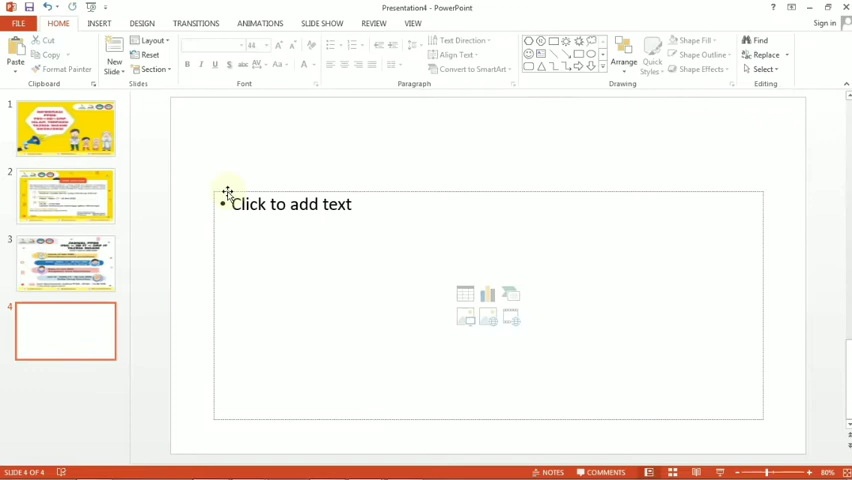 Presentation4 - PowerPoint
Sign in
FILE
HOME
INSERT
DESIGN
TRANSITIONS
ANIMATIONS
SLIDE SHOW
REVIEW
VIEW
Paste
Cut
Copy
Format Painter
Clipboard
New
Slide
Layout
Reset
Section
Slides
44
B I U S abc AV Aa A
Font
Text Direction
Align Text
Convert to SmartArt
Paragraph
Arrange
Quick
Styles
Shape Fill
Shape Outline
Shape Effects
Drawing
Find
Replace
Select
Editing
1
2
3
4
• Click to add text
SLIDE 4 OF 4
NOTES
COMMENTS
80%